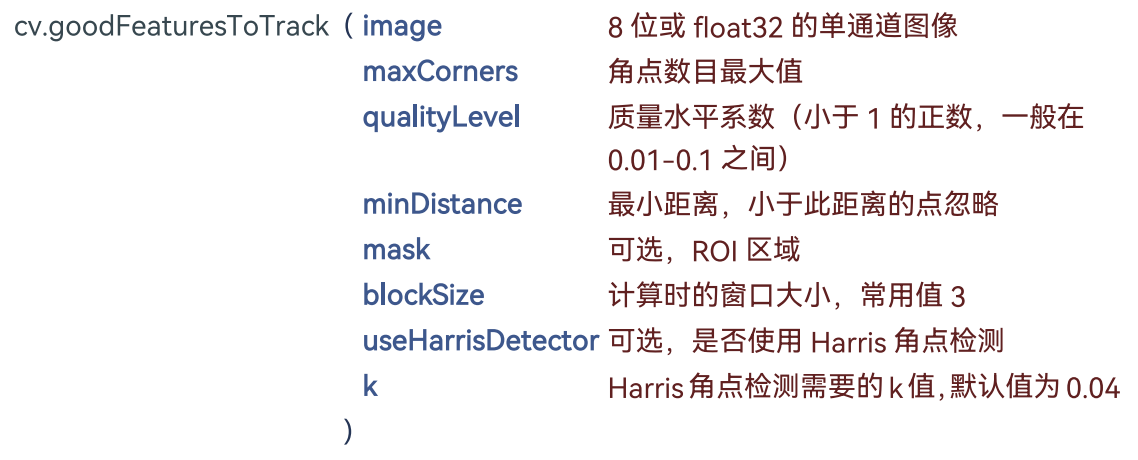 cv.goodFeaturesToTrack ( image 8 位或 float32 的单通道图像
maxCorners 角点数目最大值
qualityLevel 质量水平系数（小于 1 的正数，一般在
0.01-0.1 之间）
minDistance 最小距离，小于此距离的点忽略
mask 可选，ROI 区域
blockSize 计算时的窗口大小，常用值 3
useHarrisDetector 可选，是否使用 Harris 角点检测
k Harris 角点检测需要的 k 值，默认值为 0.04
)